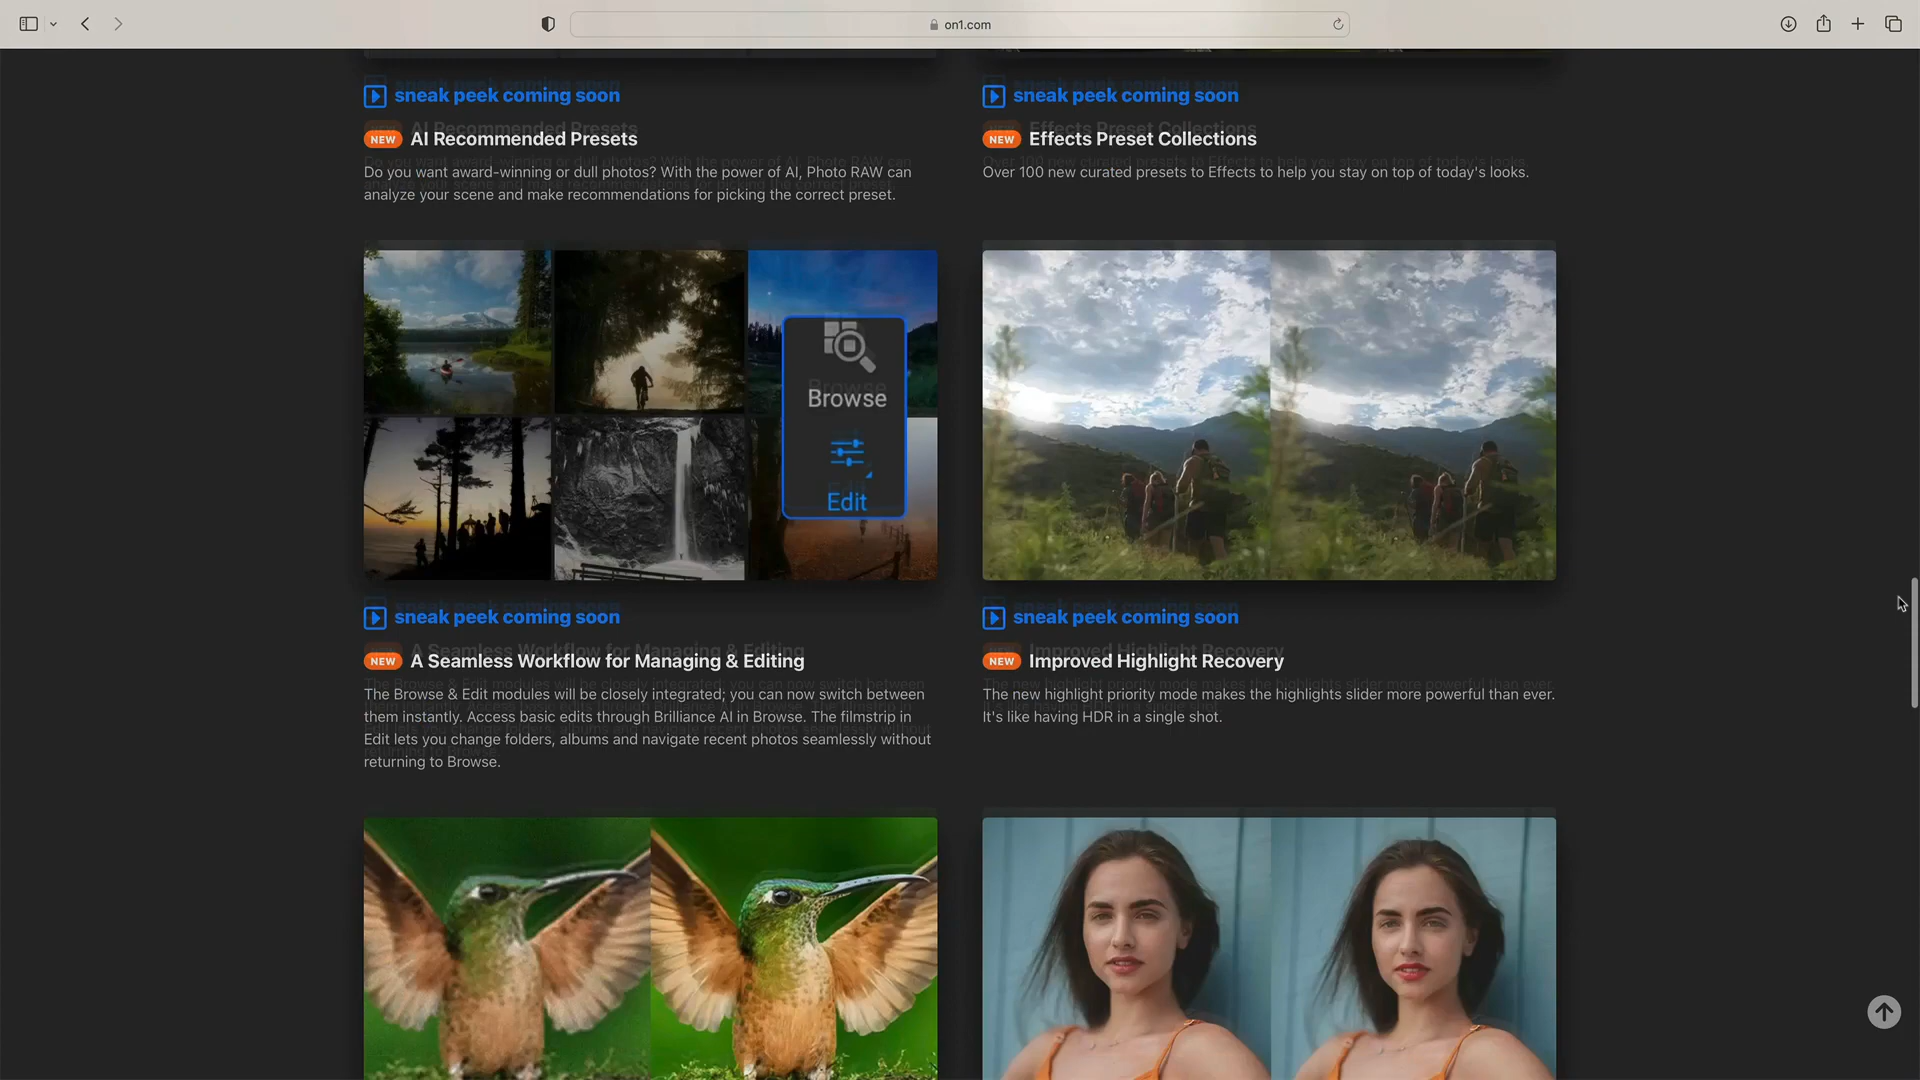 on1.com
sneak peek coming soon
NEW AI Recommended Presets
Do you want award-winning or dull photos? With the power of AI, Photo RAW can
analyze your scene and make recommendations for picking the correct preset.
sneak peek coming soon
NEW Effects Preset Collections
Over 100 new curated presets to Effects to help you stay on top of today's looks.
Browse
Edit
sneak peek coming soon
NEW A Seamless Workflow for Managing & Editing
The Browse & Edit modules will be closely integrated; you can now switch between
them instantly. Access basic edits through Brilliance AI in Browse. The filmstrip in
Edit lets you change folders, albums and navigate recent photos seamlessly without
returning to Browse.
sneak peek coming soon
NEW Improved Highlight Recovery
The new highlight priority mode makes the highlights slider more powerful than ever.
It's like having HDR in a single shot.